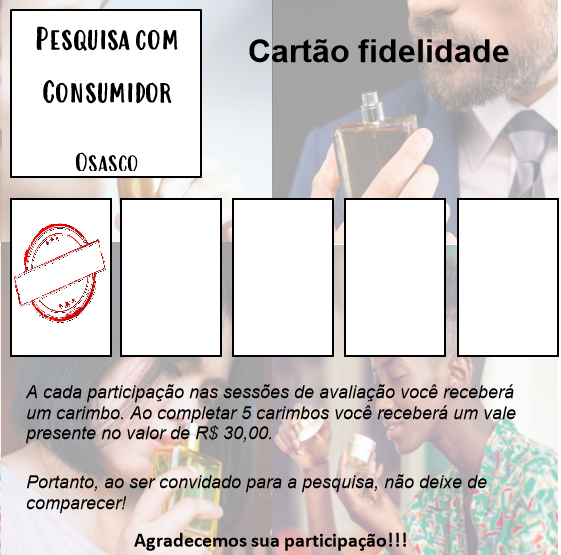 PESQUISA COM
CONSUMIDOR
OSASCO
Cartão fidelidade
A cada participação nas sessões de avaliação você receberá
um carimbo. Ao completar 5 carimbos você receberá um vale
presente no valor de R$ 30,00.
Portanto, ao ser convidado para a pesquisa, não deixe de
comparecer!
Agradecemos sua participação!!!